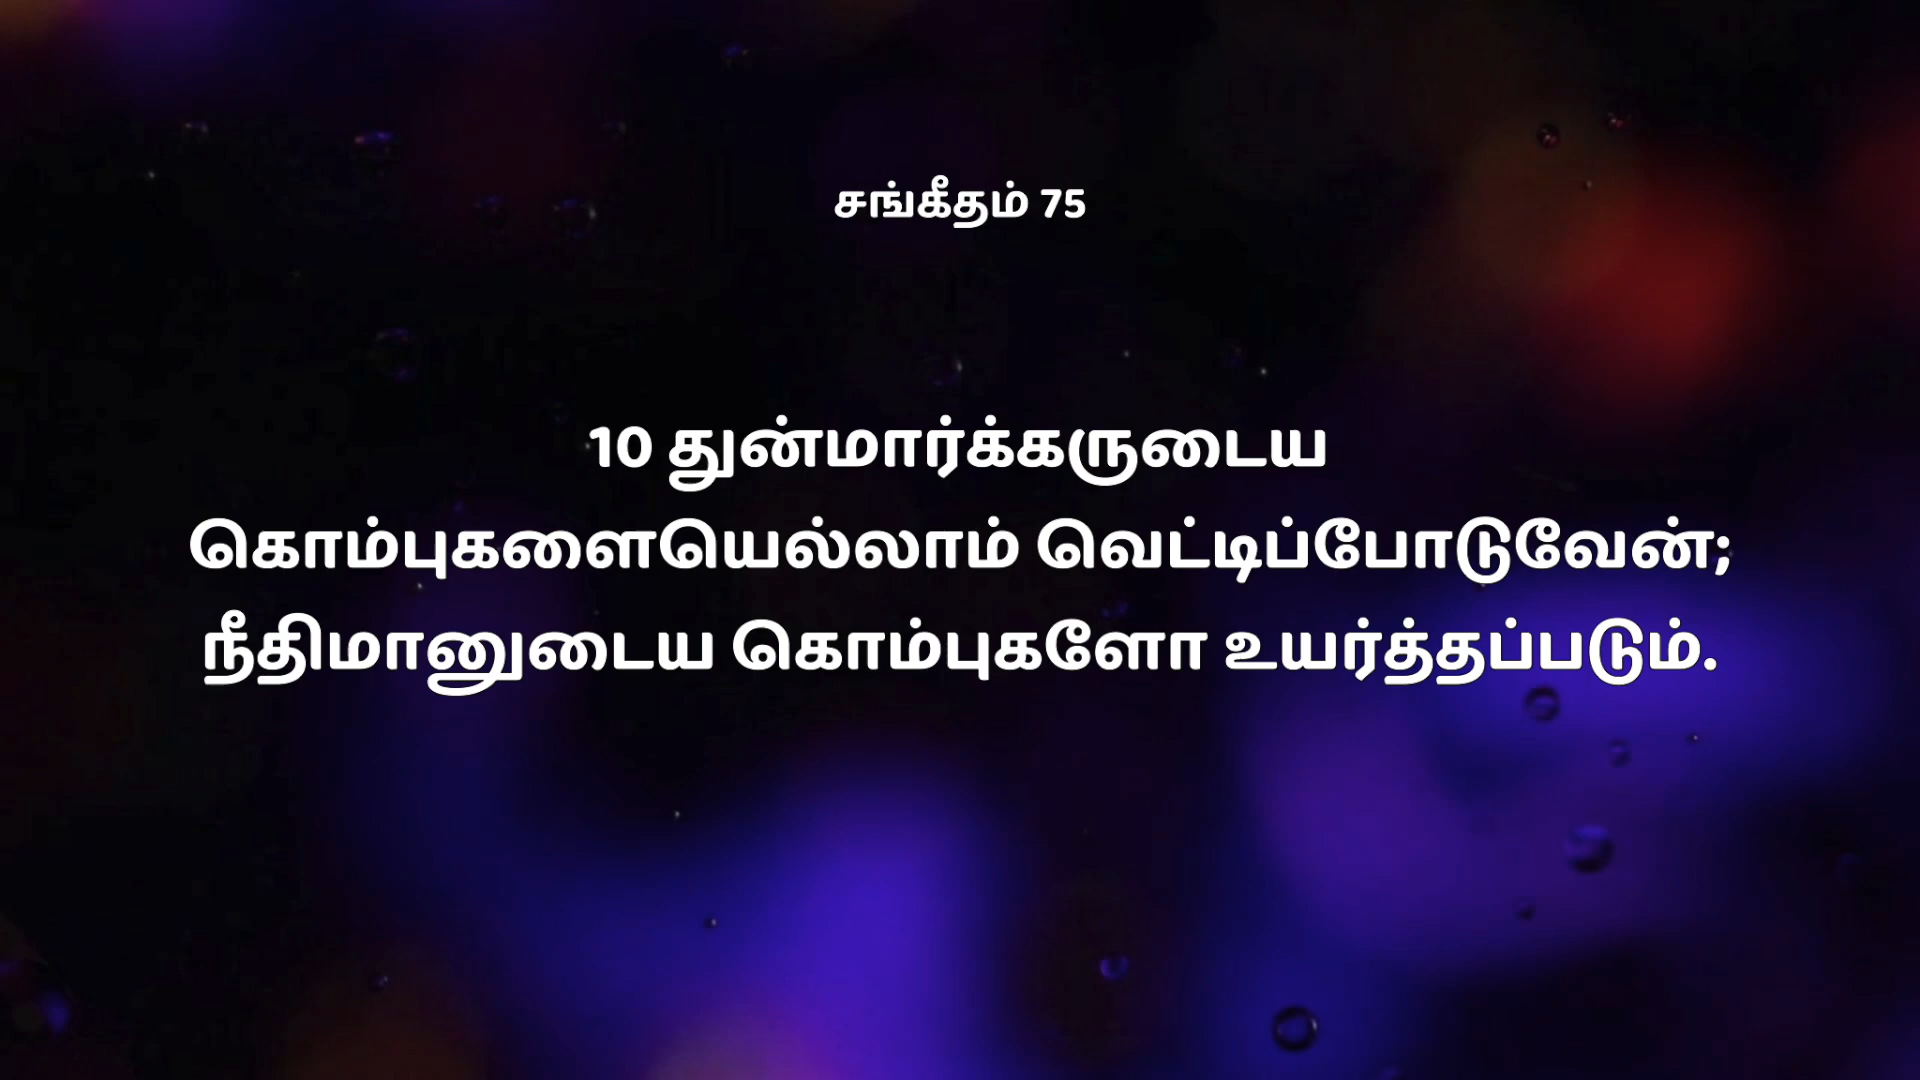 சங்கீதம் 75
10 துன்மார்க்கருடைய
கொம்புகளையெல்லாம் வெட்டிப்போடுவேன்;
நீதிமானுடைய கொம்புகளோ உயர்த்தப்படும்.